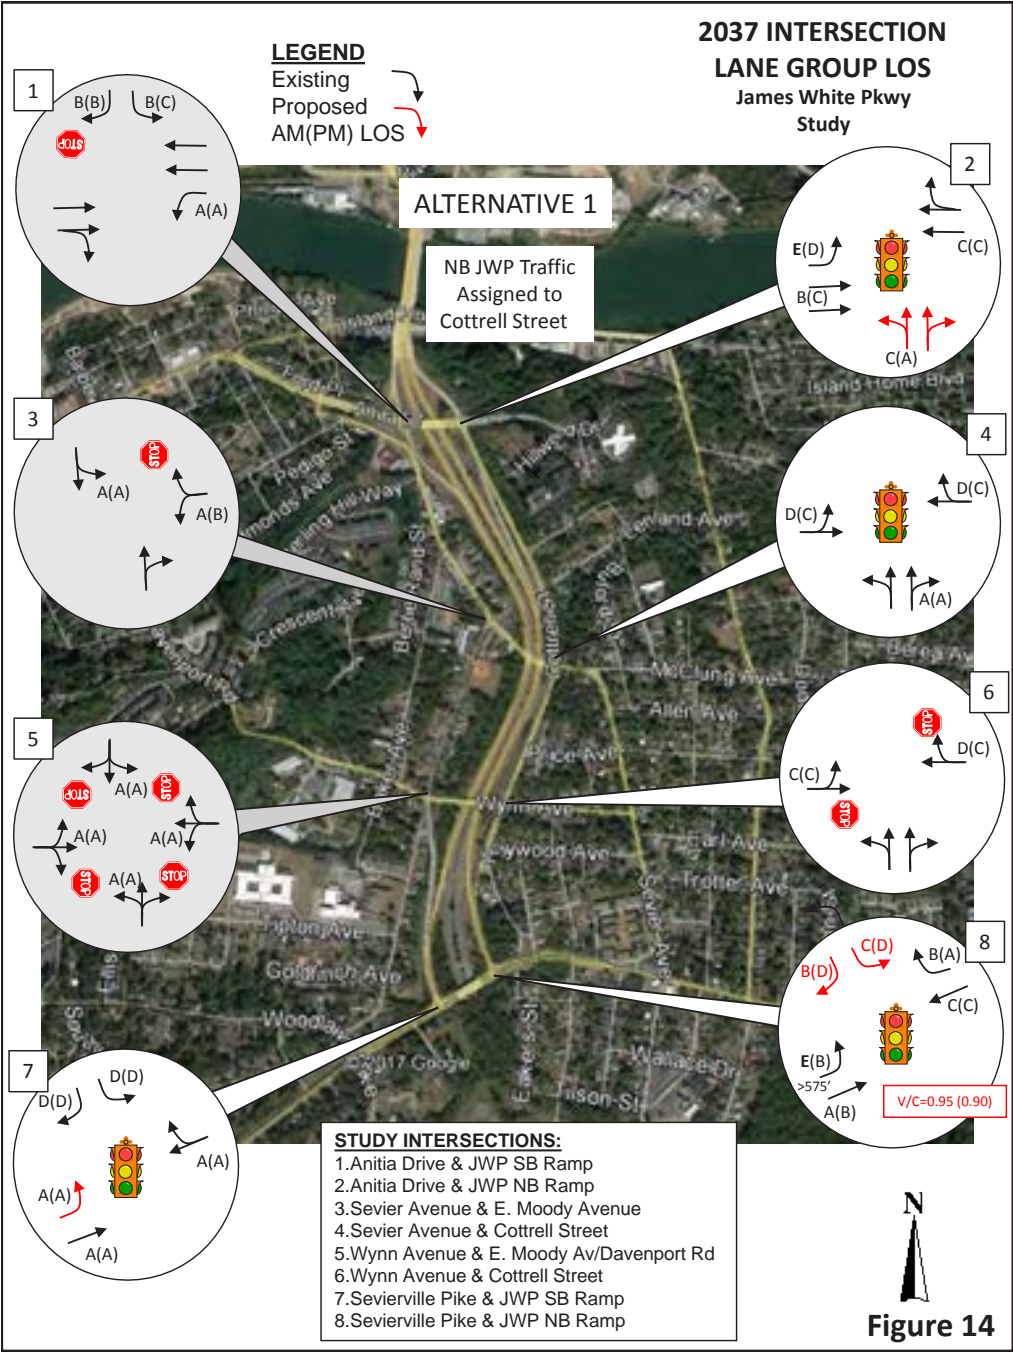 2037 INTERSECTION
LANE GROUP LOS
James White Pkwy
Study
LEGEND
Existing
Proposed
AM(PM) LOS
ALTERNATIVE 1
NB JWP Traffic
Assigned to
Cottrell Street
1
B(B)
B(C)
STOP
A(A)
2
E(D)
C(C)
B(C)
C(A)
3
STOP
A(A)
A(B)
4
D(C)
D(C)
A(A)
5
STOP
A(A)
STOP
A(A)
A(A)
STOP
A(A)
STOP
6
STOP
D(C)
C(C)
STOP
7
D(D)
D(D)
A(A)
A(A)
A(A)
8
C(D)
B(D)
B(A)
C(C)
E(B)
>575'
A(B)
V/C=0.95 (0.90)
Island Home Blvd
Pedigo St
Hillwood Dr
Crescent
McClung Ave
Allen Ave
Price Ave
Earl Ave
Trotter Ave
Tipton Ave
Goldfinch Ave
Wallace Dr
©2017 Google
STUDY INTERSECTIONS:
1.Anitia Drive & JWP SB Ramp
2.Anitia Drive & JWP NB Ramp
3.Sevier Avenue & E. Moody Avenue
4.Sevier Avenue & Cottrell Street
5.Wynn Avenue & E. Moody Av/Davenport Rd
6.Wynn Avenue & Cottrell Street
7.Sevierville Pike & JWP SB Ramp
8.Sevierville Pike & JWP NB Ramp
N
Figure 14